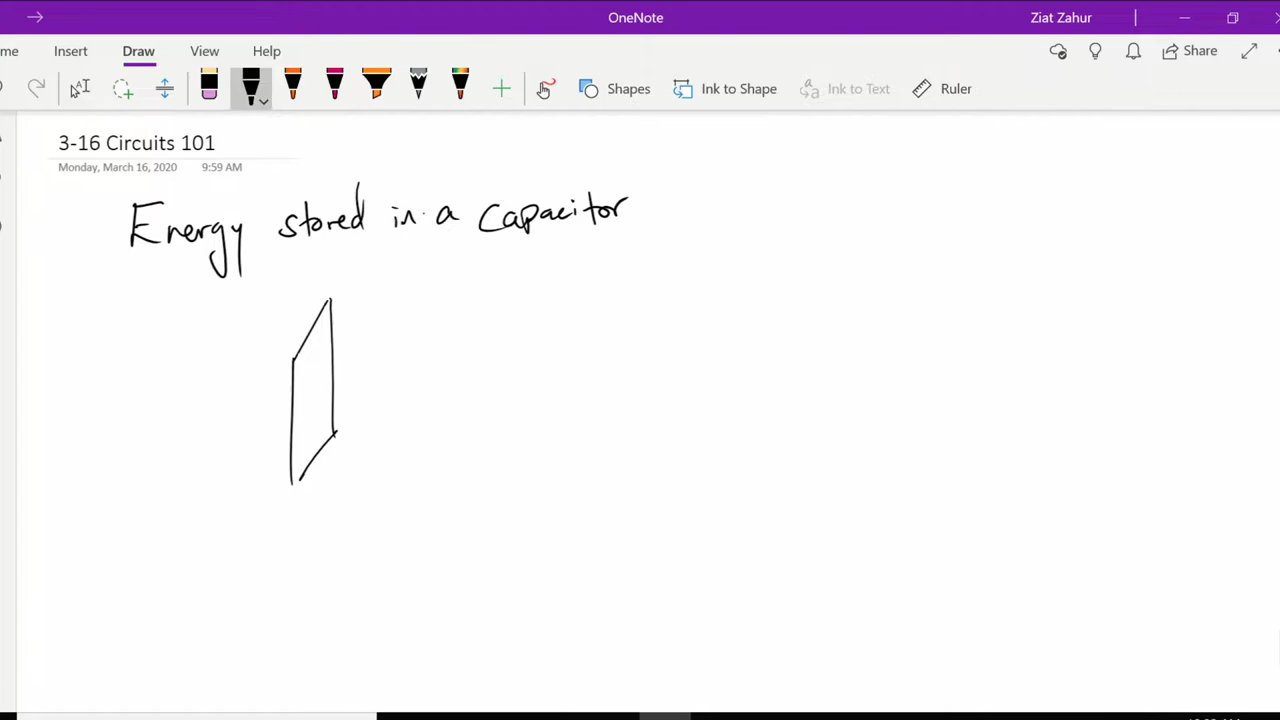 OneNote
Ziat Zahur
me Insert Draw View Help
Share
Shapes Ink to Shape Ink to Text Ruler
3-16 Circuits 101
Monday, March 16, 2020 9:59 AM
Energy stored in a capacitor